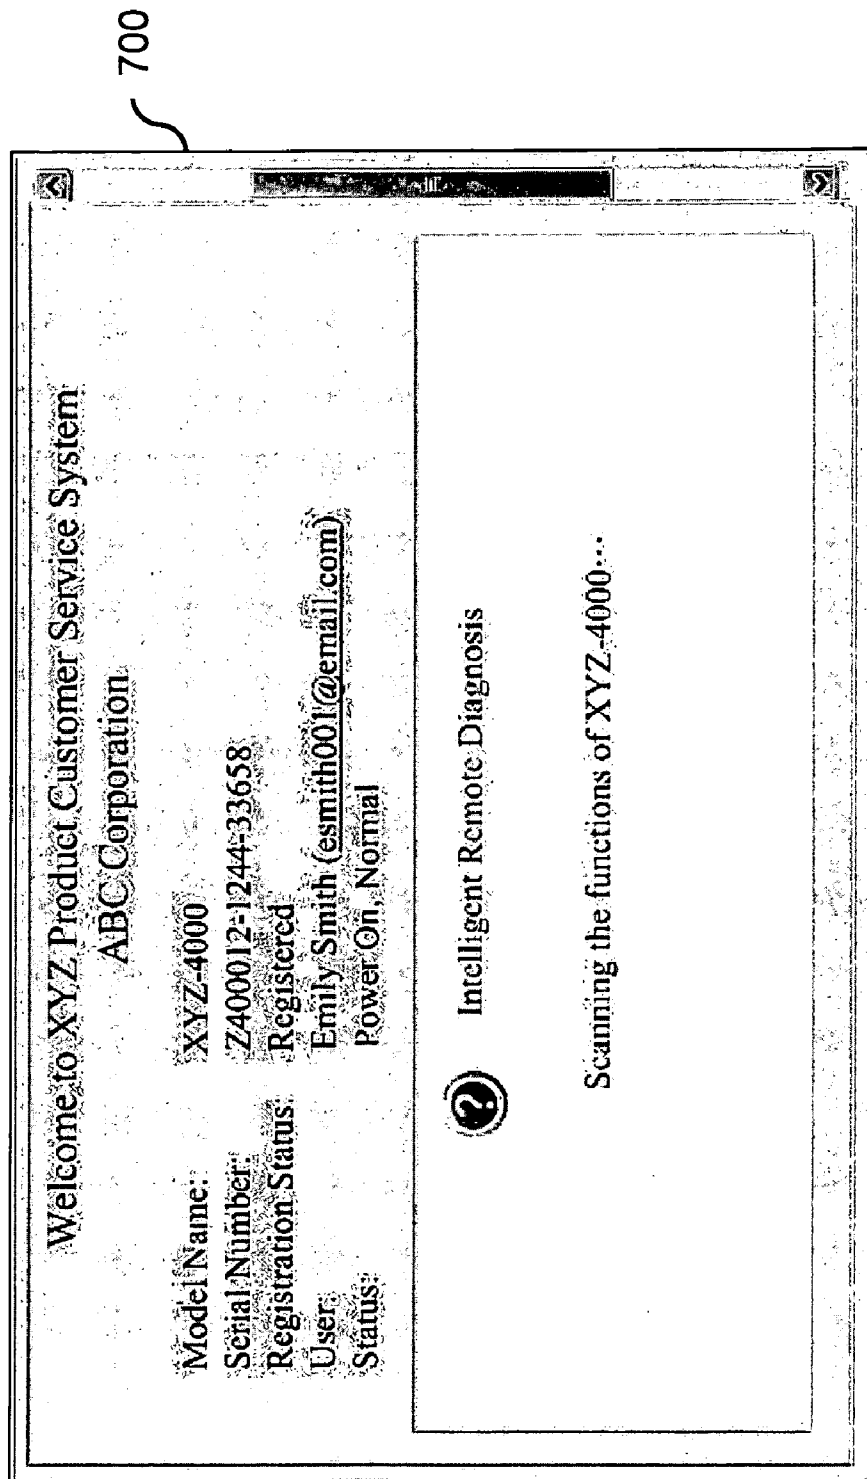 700
Welcome to XYZ Product Customer Service System
ABC Corporation
Model Name: XYZ-4000
Serial Number: Z400012-1244-33658
Registration Status: Registered
User: Emily Smith (esmith001@email.com)
Status: Power On, Normal
? Intelligent Remote Diagnosis
Scanning the functions of XYZ-4000...